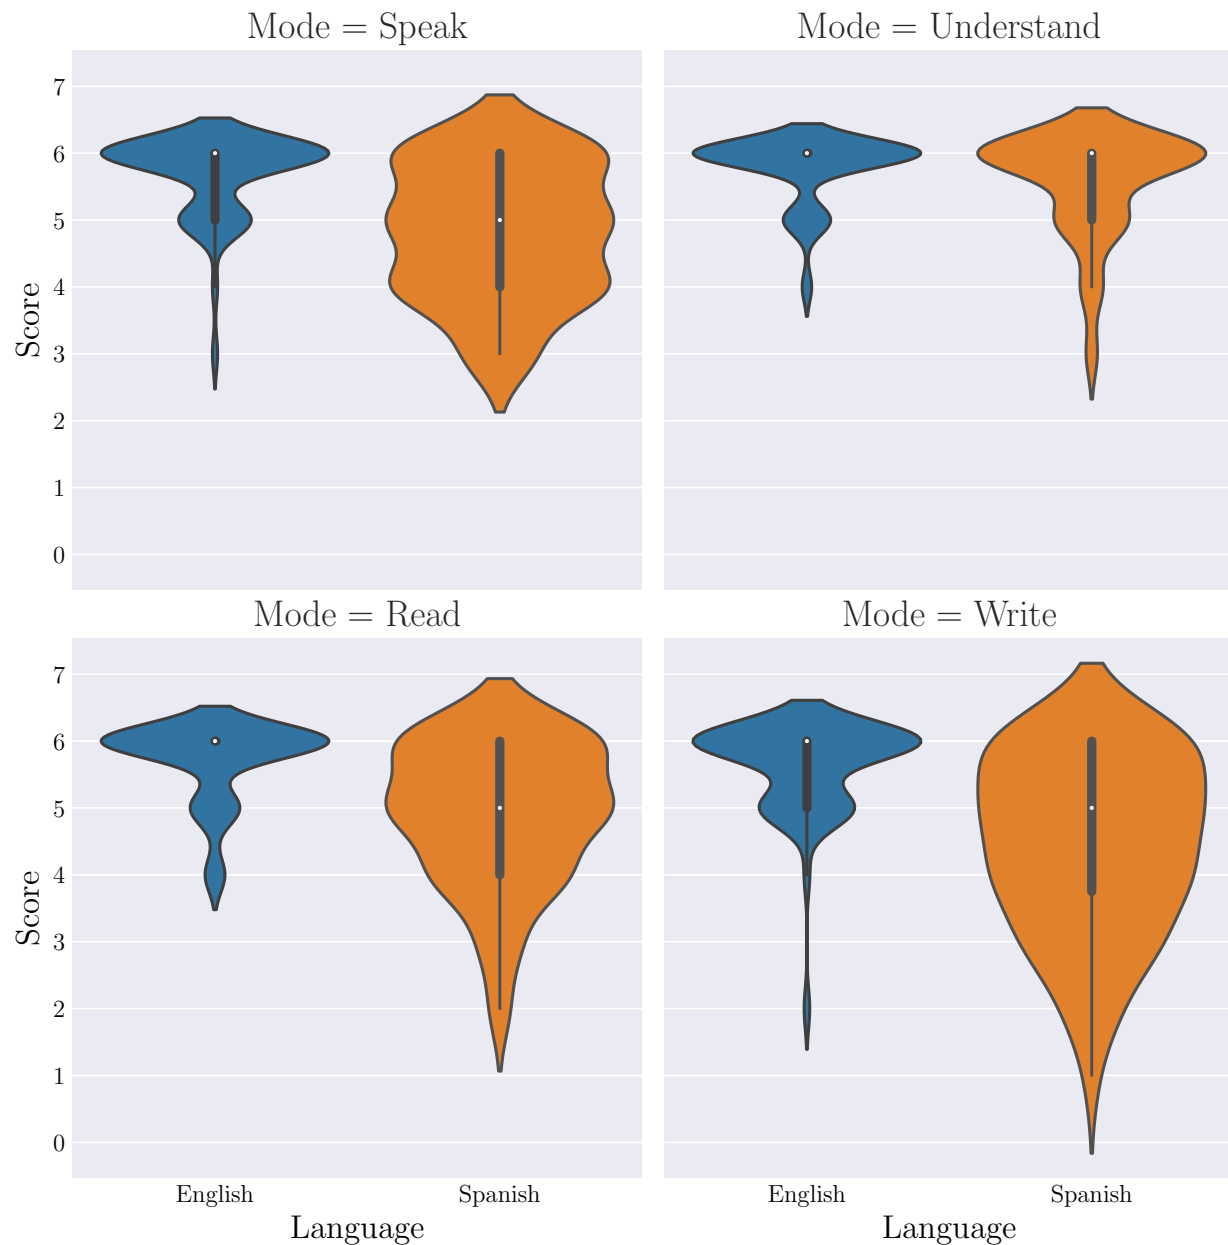 Mode = Speak
Mode = Understand
Score
7
6
5
4
3
2
1
0
Mode = Read
Mode = Write
Score
7
6
5
4
3
2
1
0
English
Spanish
English
Spanish
Language
Language